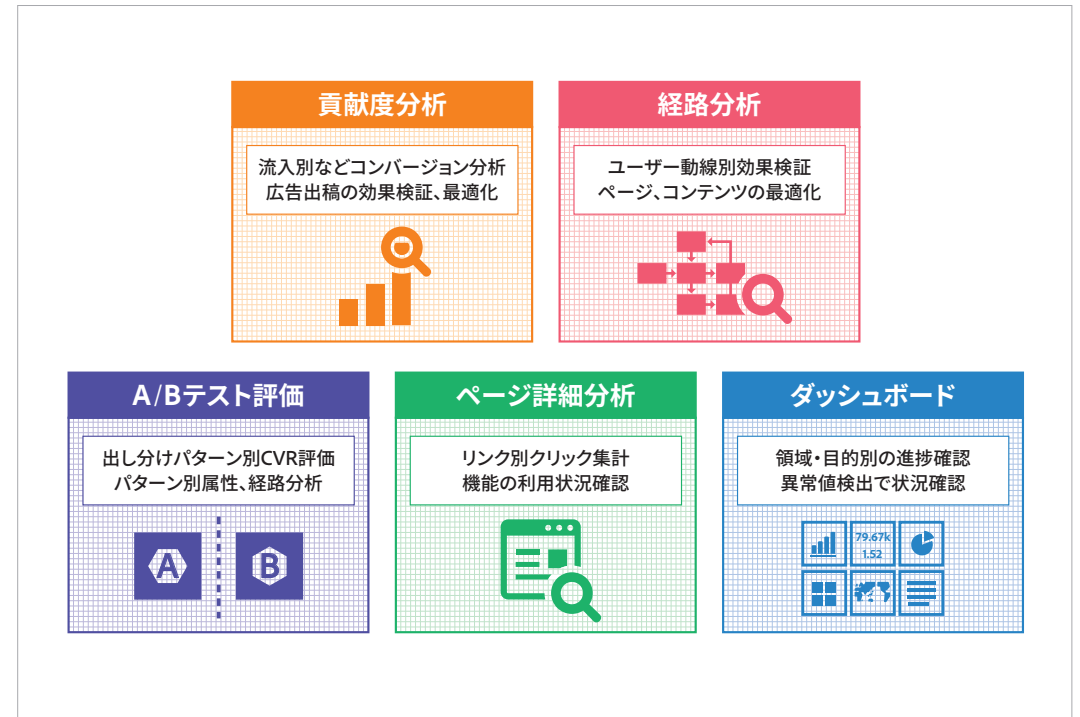 貢献度分析
流入別などコンバージョン分析
広告出稿の効果検証、最適化
経路分析
ユーザー動線別効果検証
ページ、コンテンツの最適化
A/Bテスト評価
出し分けパターン別CVR評価
パターン別属性、経路分析
A
B
ページ詳細分析
リンク別クリック集計
機能の利用状況確認
ダッシュボード
領域・目的別の進捗確認
異常値検出で状況確認
79.67k
1.52